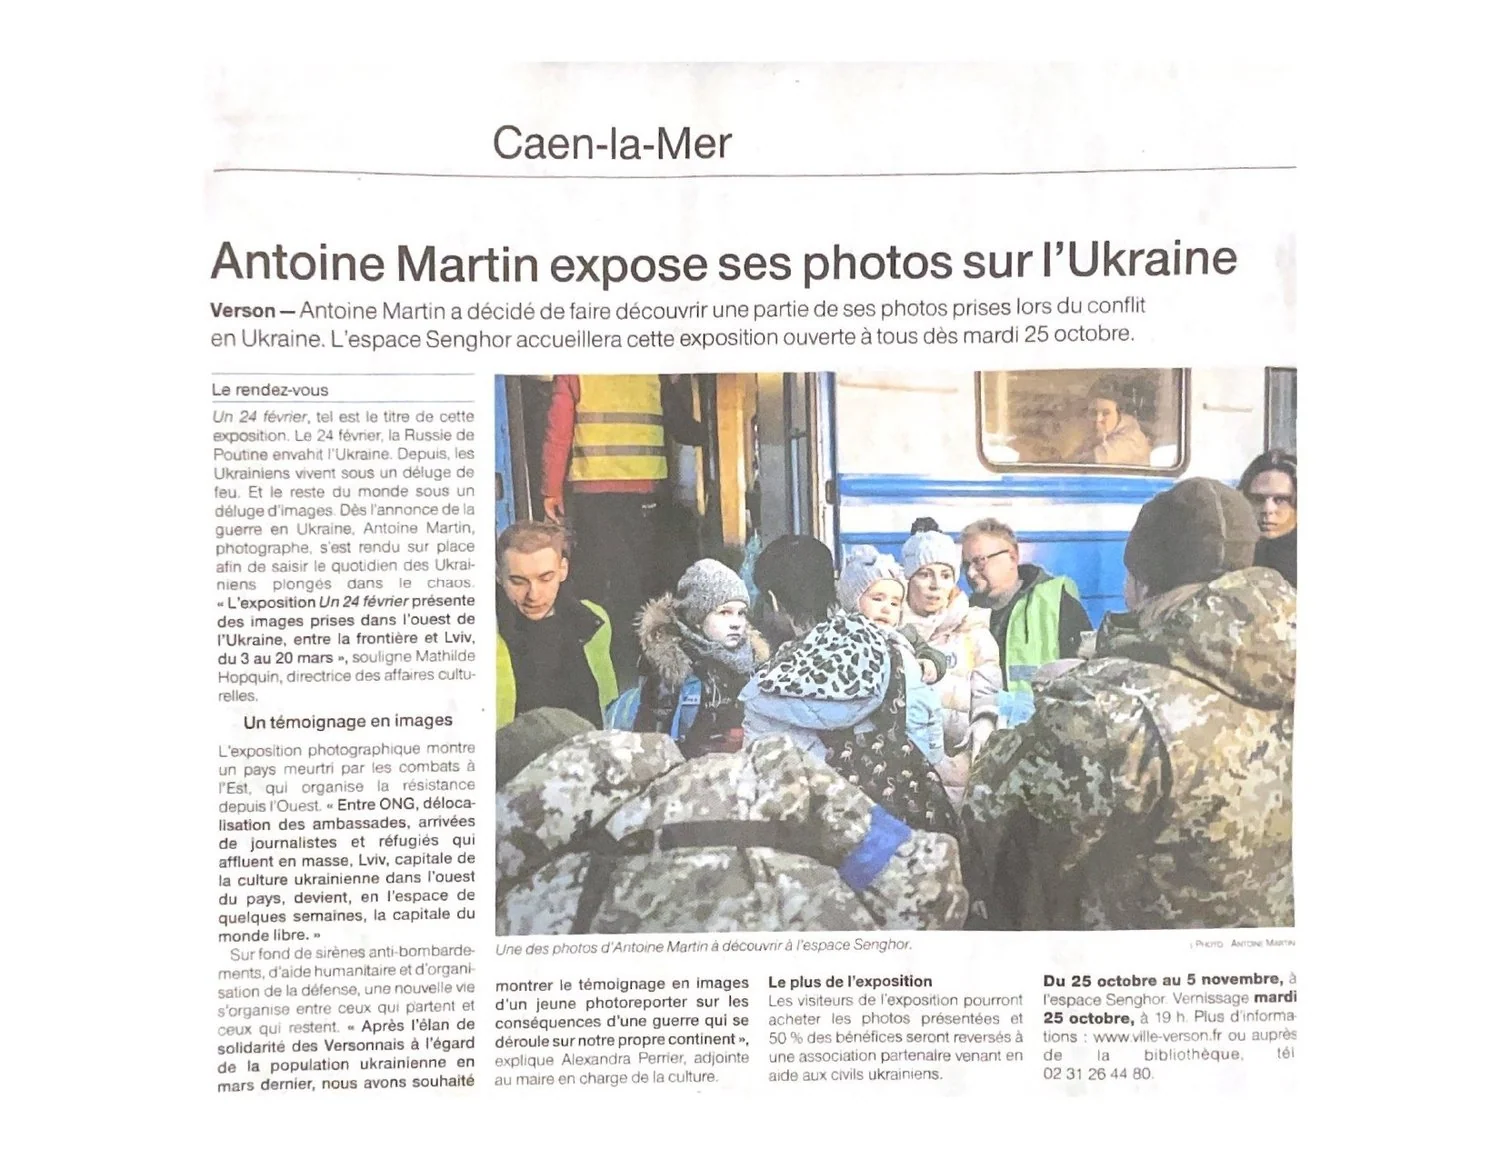 Caen-la-Mer
Antoine Martin expose ses photos sur l'Ukraine
Verson — Antoine Martin a décidé de faire découvrir une partie de ses photos prises lors du conflit
en Ukraine. L'espace Senghor accueillera cette exposition ouverte à tous dès mardi 25 octobre.
Le rendez-vous
Un 24 février, tel est le titre de cette
exposition. Le 24 février, la Russie de
Poutine envahit l'Ukraine. Depuis, les
Ukrainiens vivent sous un déluge de
feu. Et le reste du monde sous un
déluge d'images. Dès l'annonce de la
guerre en Ukraine, Antoine Martin,
photographe, s'est rendu sur place
afin de saisir le quotidien des Ukrai-
niens plongés dans le chaos.
« L'exposition Un 24 février présente
des images prises dans l'ouest de
l'Ukraine, entre la frontière et Lviv,
du 3 au 20 mars », souligne Mathilde
Hopquin, directrice des affaires cultu-
relles.
Un témoignage en images
L'exposition photographique montre
un pays meurtri par les combats à
l'Est, qui organise la résistance
depuis l'Ouest. « Entre ONG, déloca-
lisation des ambassades, arrivées
de journalistes et réfugiés qui
affluent en masse, Lviv, capitale de
la culture ukrainienne dans l'ouest
du pays, devient, en l'espace de
quelques semaines, la capitale du
monde libre. »
Sur fond de sirènes anti-bombarde-
ments, d'aide humanitaire et d'organi-
sation de la défense, une nouvelle vie
s'organise entre ceux qui partent et
ceux qui restent. « Après l'élan de
solidarité des Versonnais à l'égard
de la population ukrainienne en
mars dernier, nous avons souhaité
Une des photos d'Antoine Martin à découvrir à l'espace Senghor.
| PHOTO : ANTOINE MARTIN
montrer le témoignage en images
d'un jeune photoreporter sur les
conséquences d'une guerre qui se
déroule sur notre propre continent »,
explique Alexandra Perrier, adjointe
au maire en charge de la culture.
Le plus de l'exposition
Les visiteurs de l'exposition pourront
acheter les photos présentées et
50 % des bénéfices seront reversés à
une association partenaire venant en
aide aux civils ukrainiens.
Du 25 octobre au 5 novembre, à
l'espace Senghor. Vernissage mardi
25 octobre, à 19 h. Plus d'informa-
tions : www.ville-verson.fr ou auprès
de la bibliothèque, tél
02 31 26 44 80.